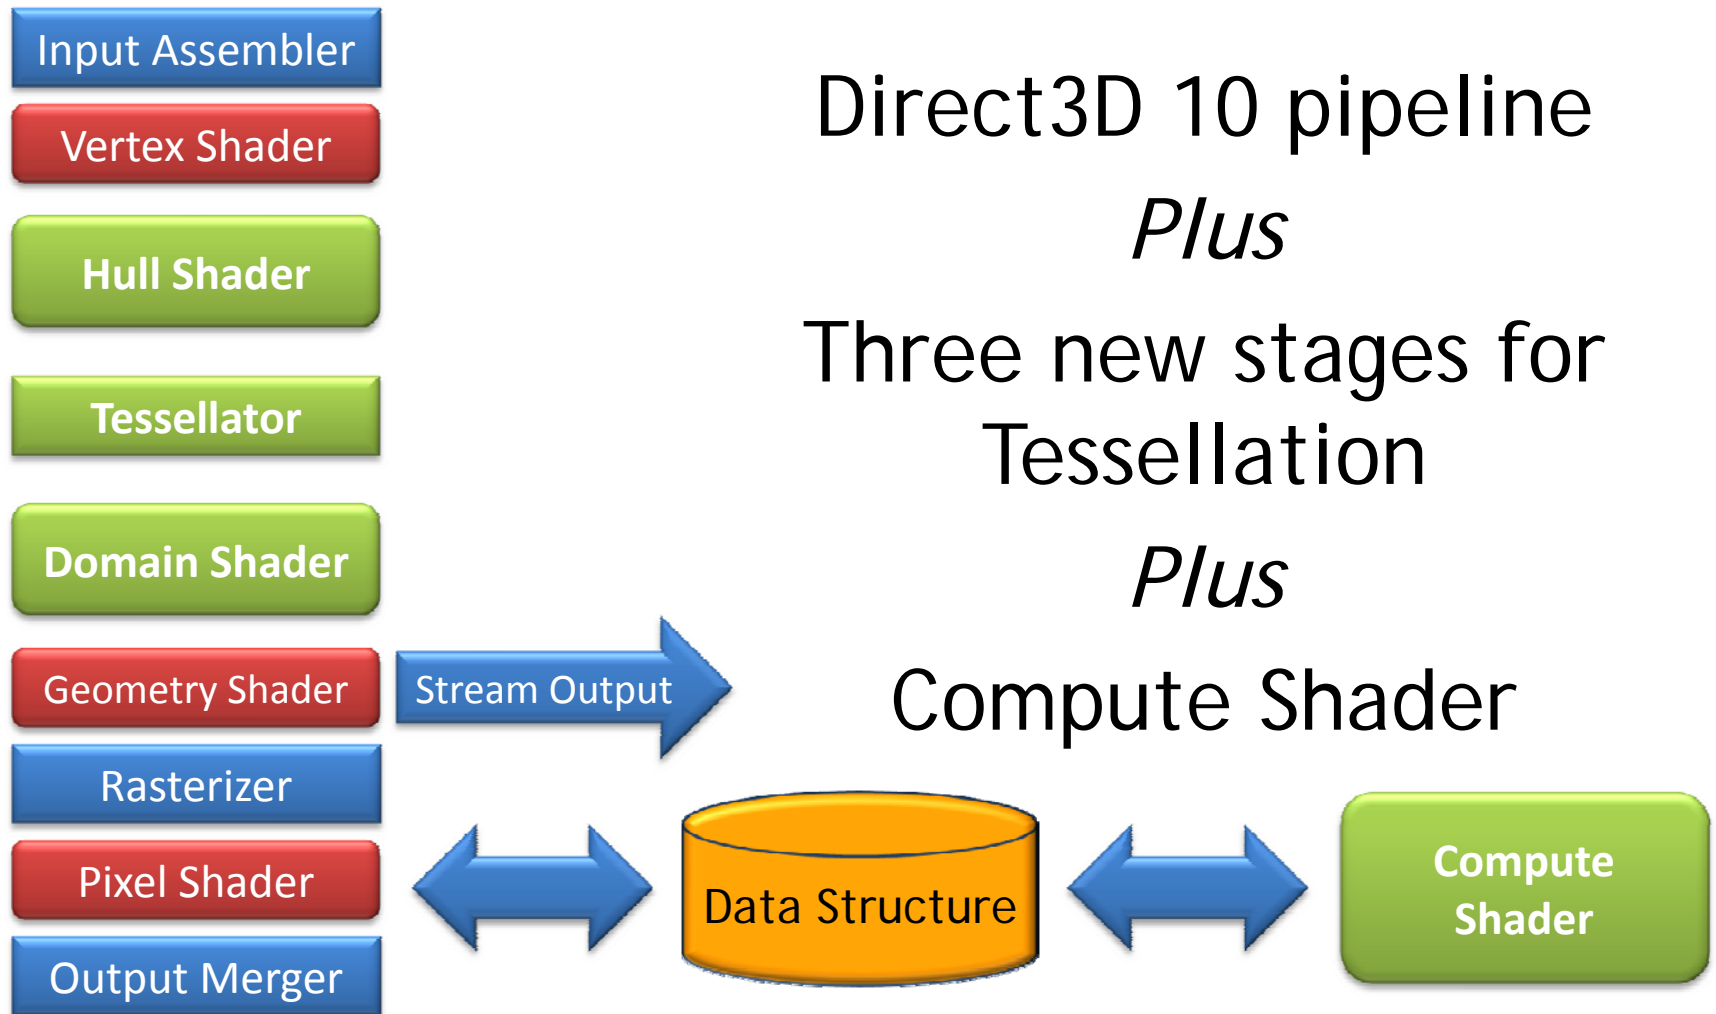 Input Assembler
Vertex Shader
Hull Shader
Tessellator
Domain Shader
Geometry Shader
Stream Output
Rasterizer
Pixel Shader
Output Merger
Direct3D 10 pipeline
Plus
Three new stages for
Tessellation
Plus
Compute Shader
Data Structure
Compute
Shader